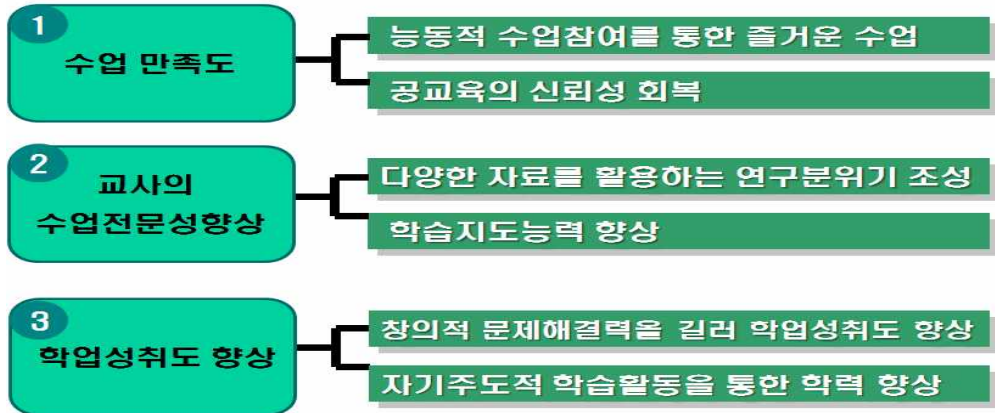 1
수업 만족도
능동적 수업참여를 통한 즐거운 수업
공교육의 신뢰성 회복
2
교사의
수업전문성향상
다양한 자료를 활용하는 연구분위기 조성
학습지도능력 향상
3
학업성취도 향상
창의적 문제해결력을 길러 학업성취도 향상
자기주도적 학습활동을 통한 학력 향상